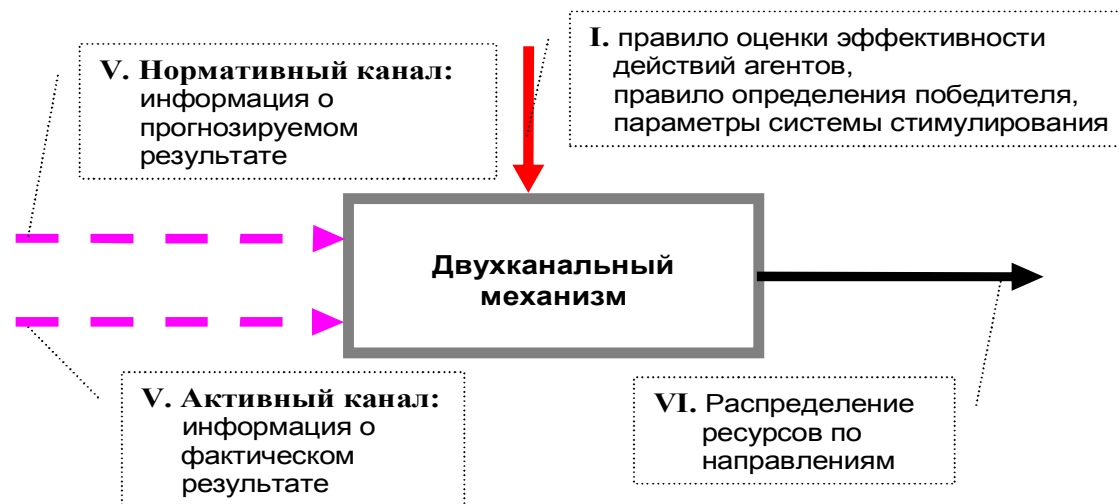 V. Нормативный канал:
информация о
прогнозируемом
результате
I. правило оценки эффективности
действий агентов,
правило определения победителя,
параметры системы стимулирования
Двухканальный
механизм
V. Активный канал:
информация о
фактическом
результате
VI. Распределение
ресурсов по
направлениям